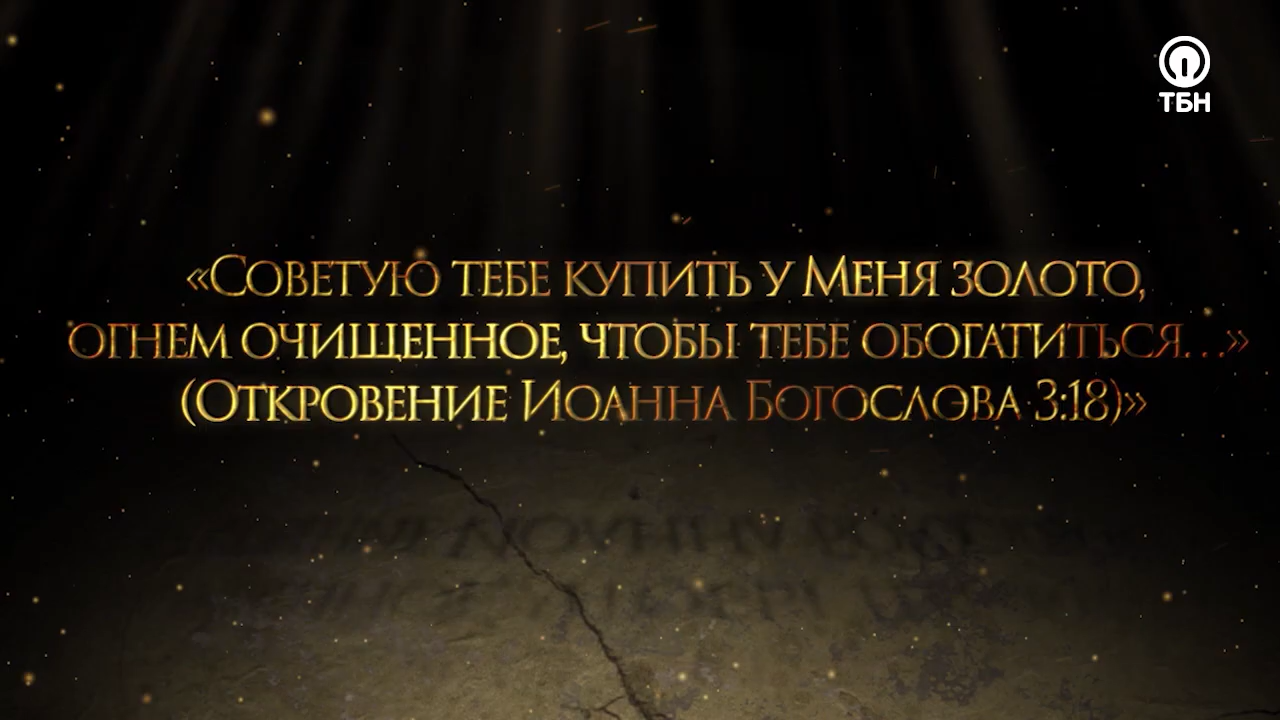 ТБН
«Советую тебе купить у Меня золото,
огнем очищенное, чтобы тебе обогатиться...»
(Откровение Иоанна Богослова 3:18)»